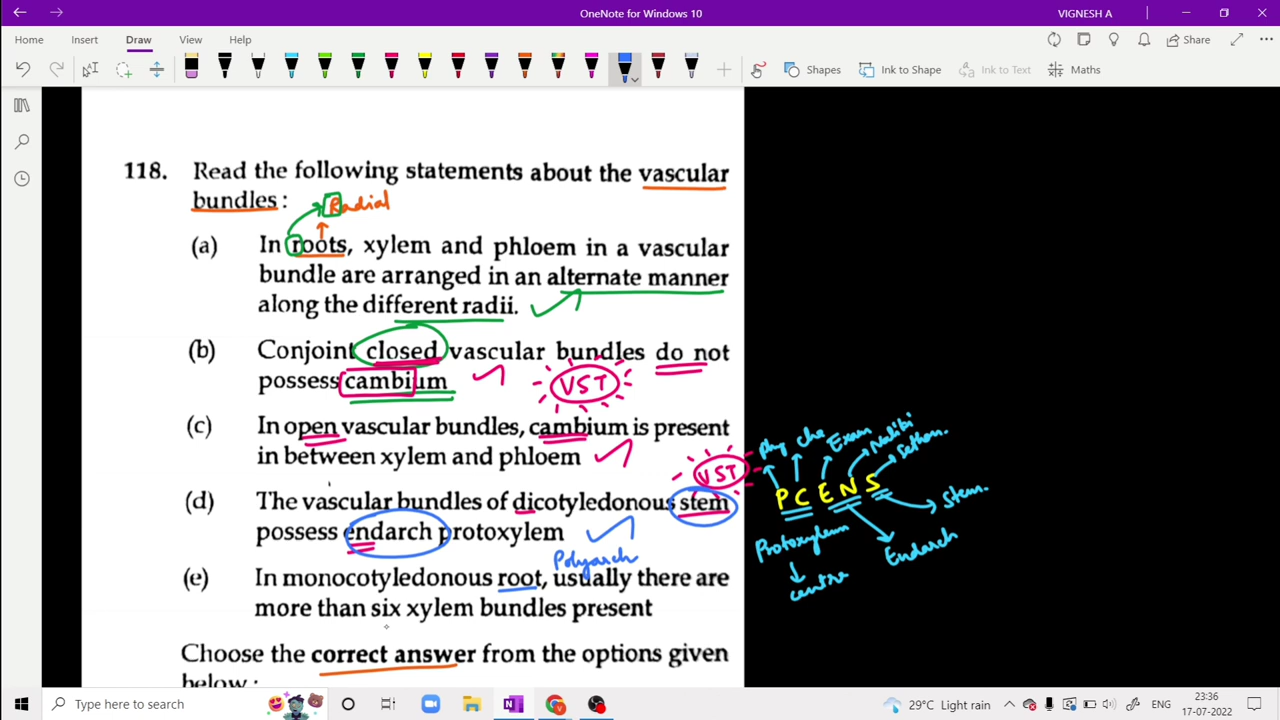 OneNote for Windows 10
VIGNESH A
Home Insert Draw View Help
Share
Shapes Ink to Shape Ink to Text Maths
118. Read the following statements about the vascular
bundles :
Radial
(a) In roots, xylem and phloem in a vascular
bundle are arranged in an alternate manner
along the different radii.
(b) Conjoint closed vascular bundles do not
possess cambium
VST
(c) In open vascular bundles, cambium is present
in between xylem and phloem
VST
(d) The vascular bundles of dicotyledonous stem
possess endarch protoxylem
Polyarch
(e) In monocotyledonous root, usually there are
more than six xylem bundles present
Choose the correct answer from the options given
below :
phy che Exam
PCENS
stem.
Protoxylem
Endarch
centre
Type here to search
29°C Light rain
ENG
23:36
17-07-2022